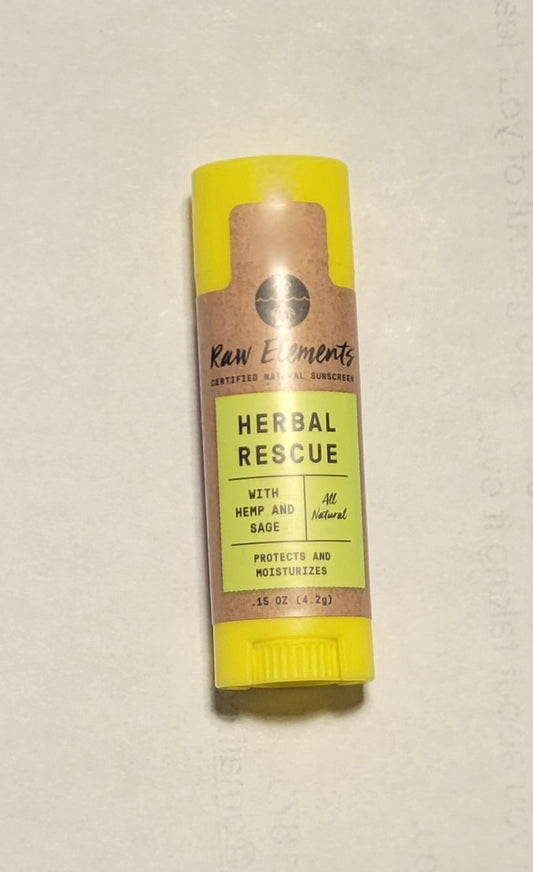 Raw Elements
CERTIFIED NATURAL SUNSCREEN
HERBAL
RESCUE
WITH
HEMP AND
SAGE
All
Natural
PROTECTS AND
MOISTURIZES
.15 OZ (4.2g)